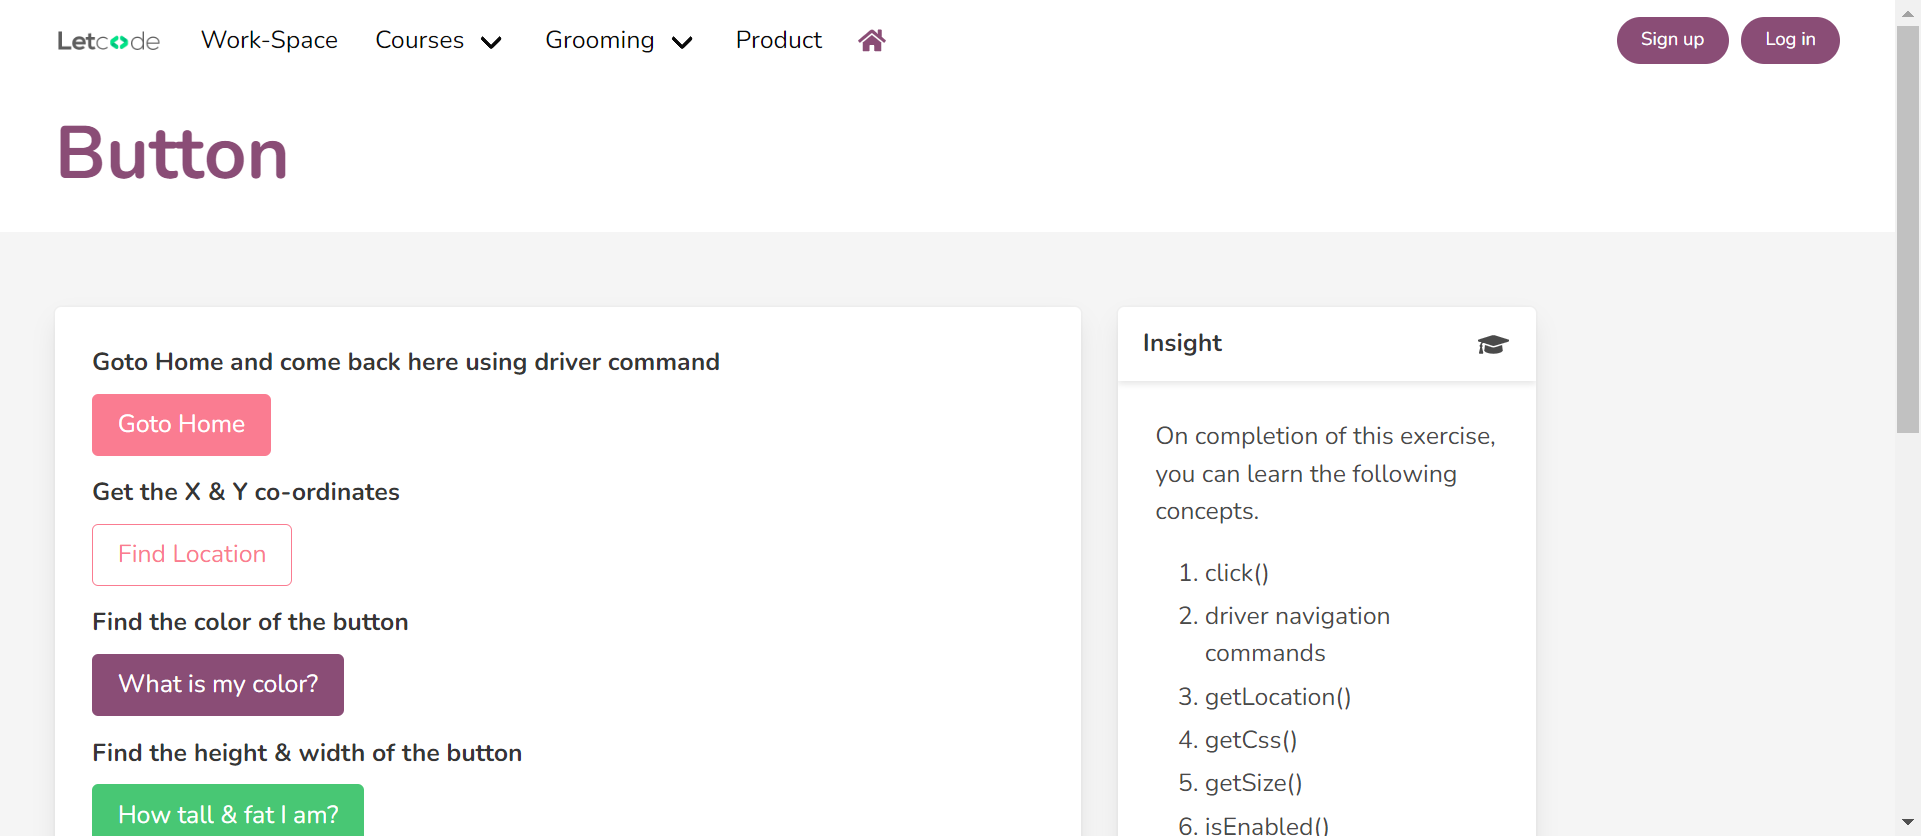 Letcode Work-Space Courses Grooming Product Sign up Log in
Button
Goto Home and come back here using driver command
Goto Home
Get the X & Y co-ordinates
Find Location
Find the color of the button
What is my color?
Find the height & width of the button
How tall & fat I am?
Insight
On completion of this exercise,
you can learn the following
concepts.
1. click()
2. driver navigation
commands
3. getLocation()
4. getCss()
5. getSize()
6. isEnabled()